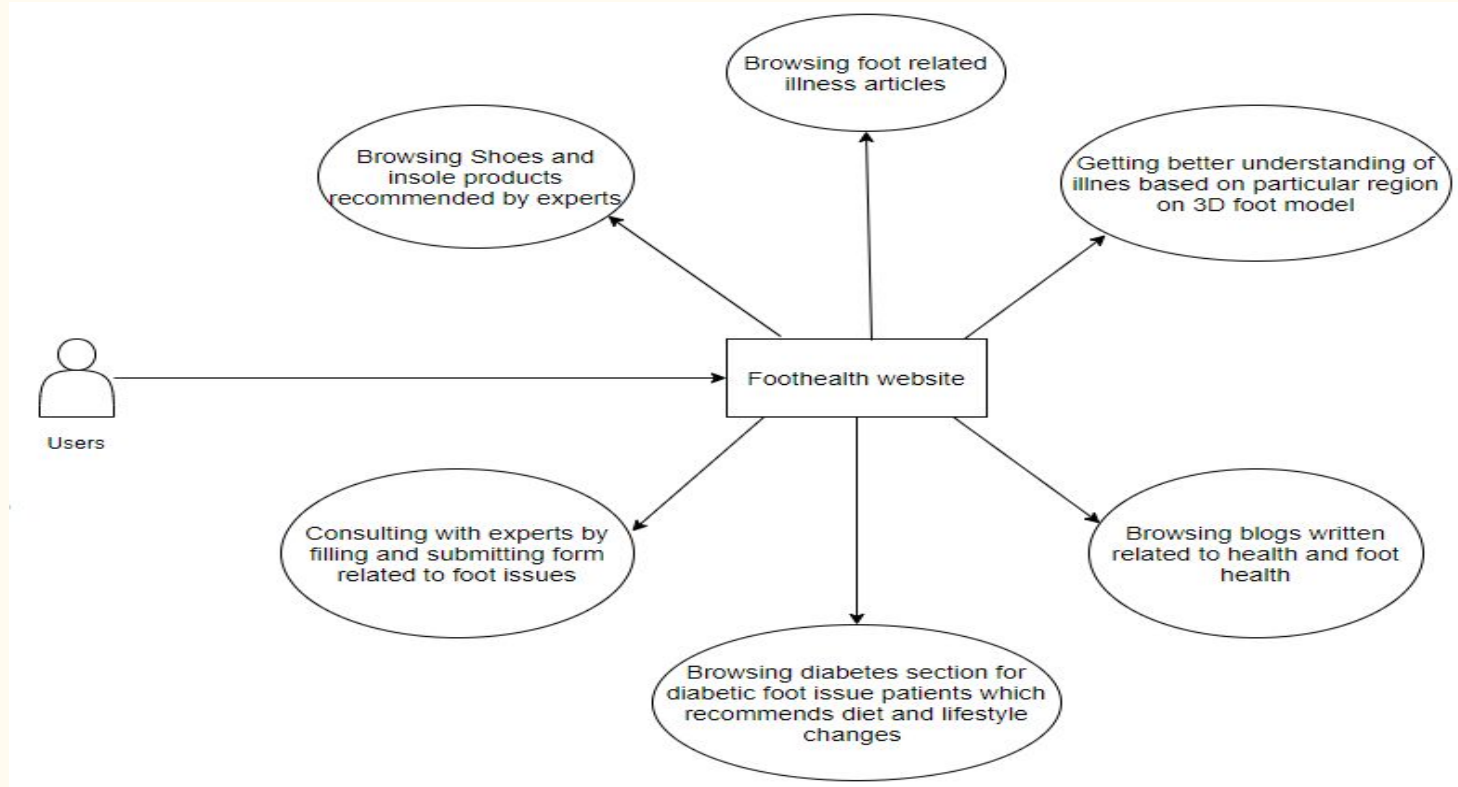 Browsing foot related
illness articles
Browsing Shoes and
insole products
recommended by experts
Getting better understanding of
illnes based on particular region
on 3D foot model
Foothealth website
Users
Consulting with experts by
filling and submitting form
related to foot issues
Browsing blogs written
related to health and foot
health
Browsing diabetes section for
diabetic foot issue patients which
recommends diet and lifestyle
changes